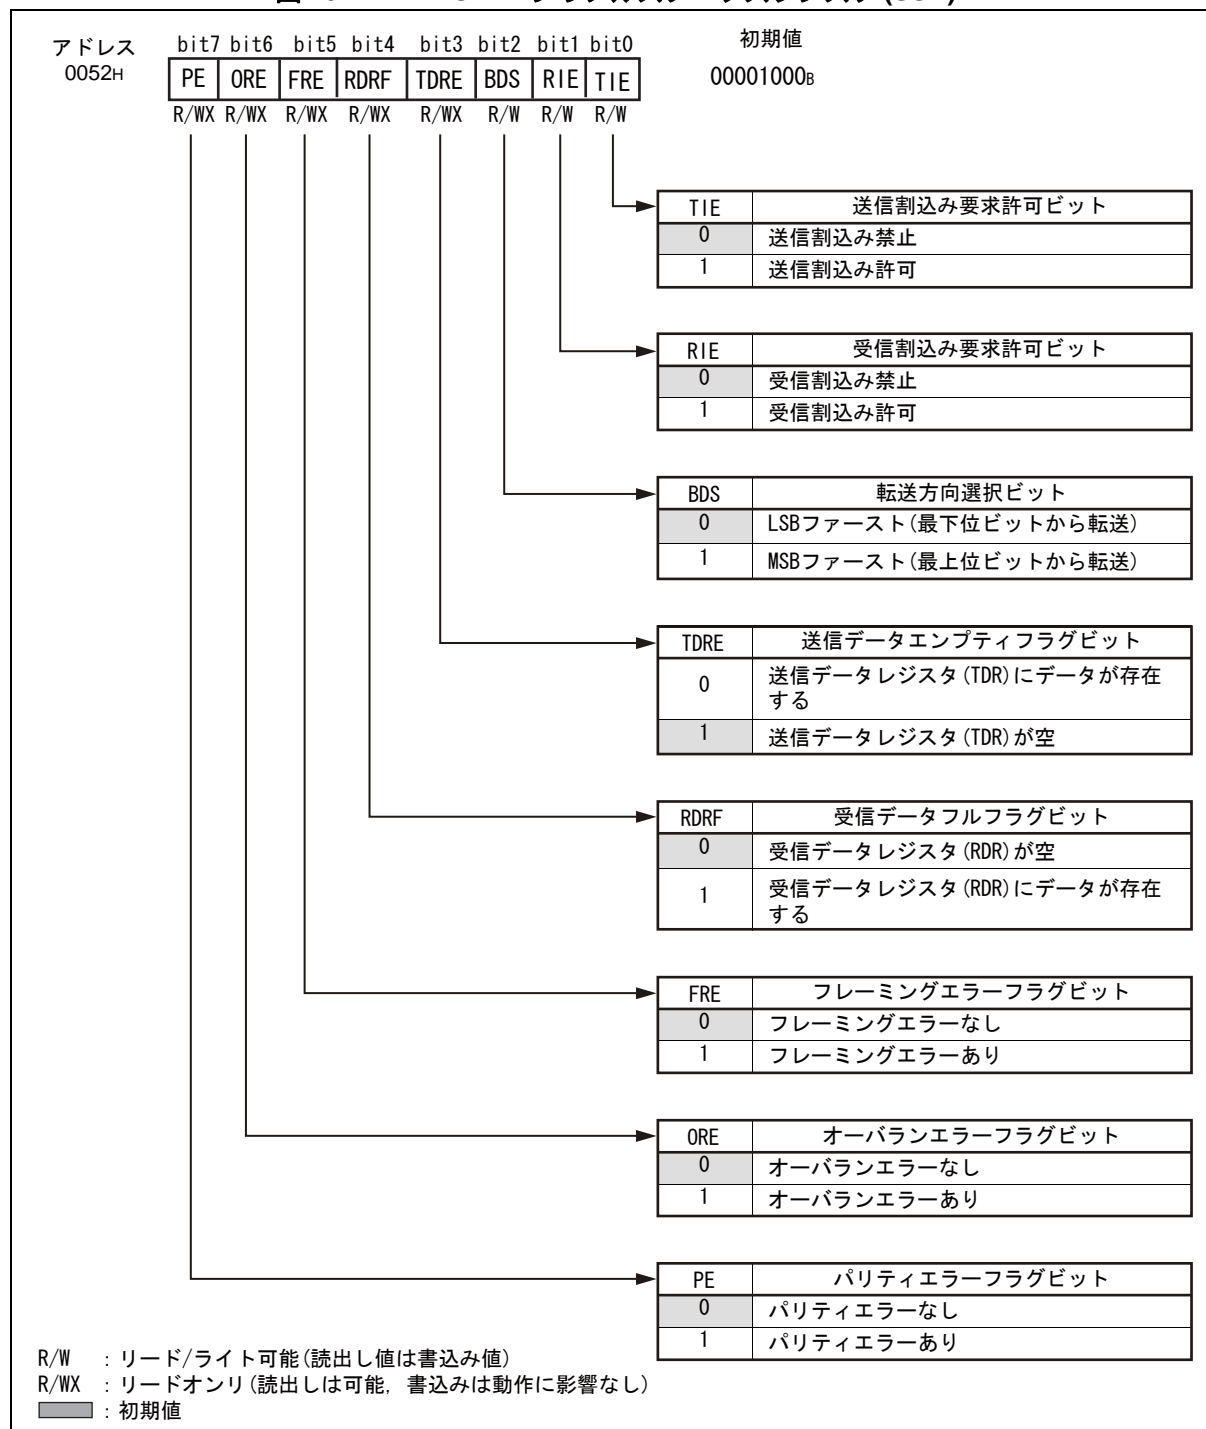 アドレス bit7 bit6 bit5 bit4 bit3 bit2 bit1 bit0 初期値
0052H PE ORE FRE RDRF TDRE BDS RIE TIE 00001000B
R/WX R/WX R/WX R/WX R/WX R/W R/W R/W
TIE 送信割込み要求許可ビット
0 送信割込み禁止
1 送信割込み許可
RIE 受信割込み要求許可ビット
0 受信割込み禁止
1 受信割込み許可
BDS 転送方向選択ビット
0 LSBファースト(最下位ビットから転送)
1 MSBファースト(最上位ビットから転送)
TDRE 送信データエンプティフラグビット
0 送信データレジスタ(TDR)にデータが存在
する
1 送信データレジスタ(TDR)が空
RDRF 受信データフルフラグビット
0 受信データレジスタ(RDR)が空
1 受信データレジスタ(RDR)にデータが存在
する
FRE フレーミングエラーフラグビット
0 フレーミングエラーなし
1 フレーミングエラーあり
ORE オーバランエラーフラグビット
0 オーバランエラーなし
1 オーバランエラーあり
PE パリティエラーフラグビット
0 パリティエラーなし
1 パリティエラーあり
R/W :リード/ライト可能(読出し値は書込み値)
R/WX :リードオンリ(読出しは可能, 書込みは動作に影響なし)
:初期値